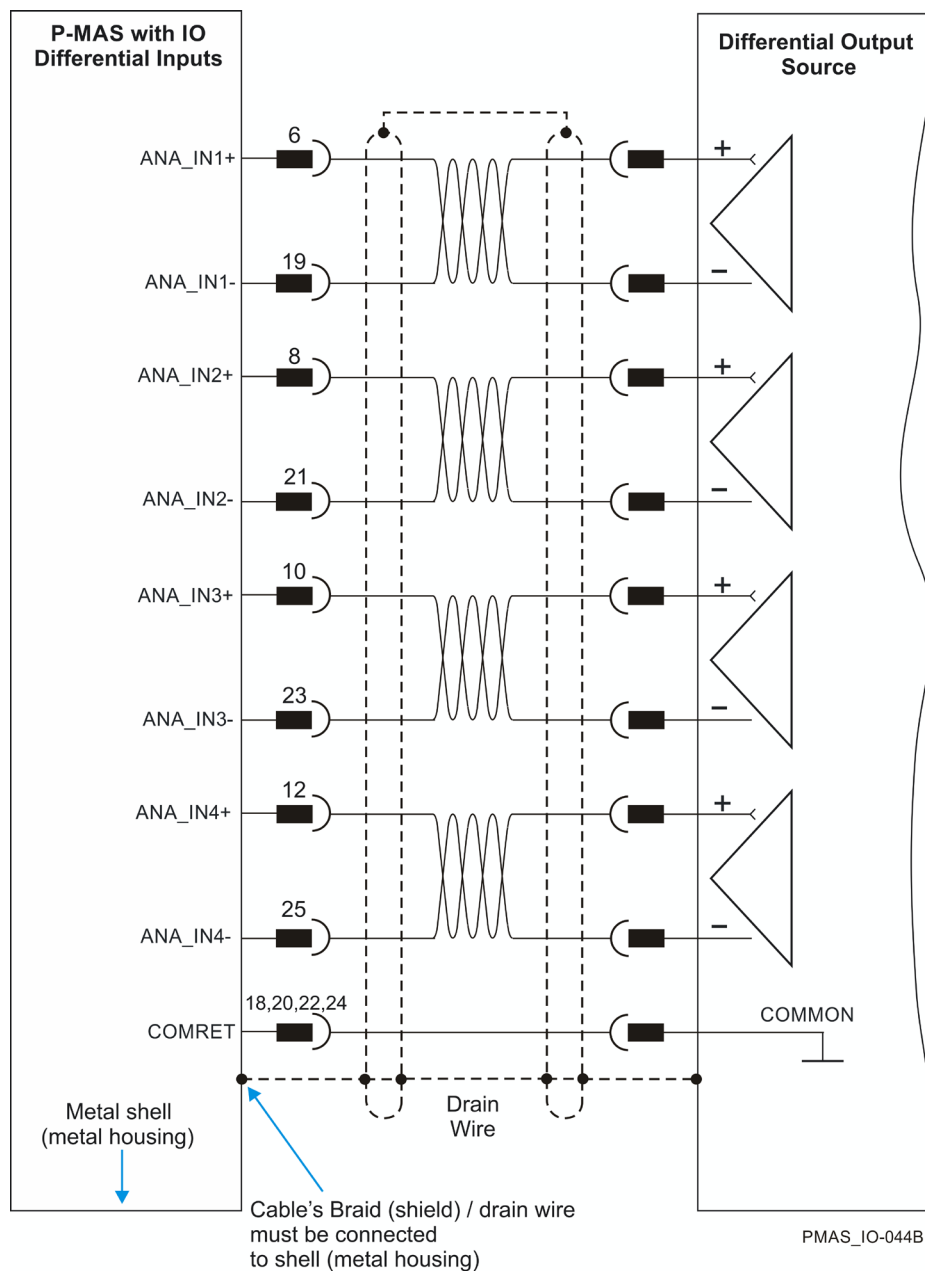 P-MAS with IO
Differential Inputs
Differential Output
Source
ANA_IN1+
6
+
ANA_IN1-
19
−
ANA_IN2+
8
+
ANA_IN2-
21
−
ANA_IN3+
10
+
ANA_IN3-
23
−
ANA_IN4+
12
+
ANA_IN4-
25
−
COMRET
18,20,22,24
COMMON
Drain
Wire
Metal shell
(metal housing)
Cable's Braid (shield) / drain wire
must be connected
to shell (metal housing)
PMAS_IO-044B